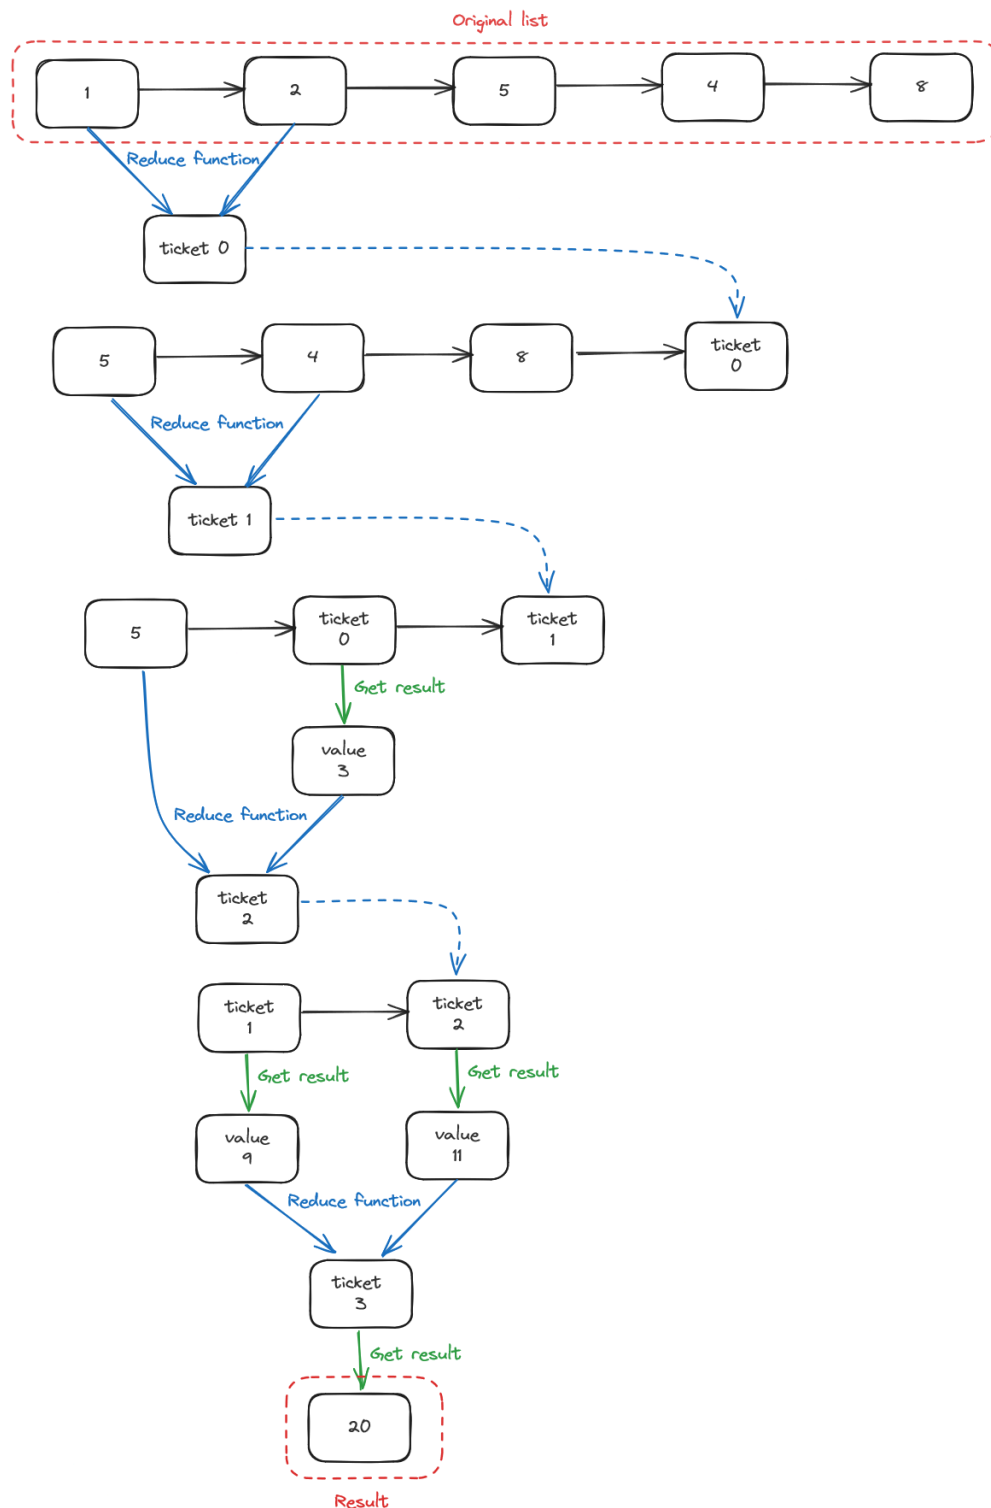 Original list
1
2
5
4
8
Reduce function
ticket 0
5
4
8
ticket
0
Reduce function
ticket 1
5
ticket
0
ticket
1
Get result
value
3
Reduce function
ticket
2
ticket
1
ticket
2
Get result
Get result
value
9
value
11
Reduce function
ticket
3
Get result
20
Result